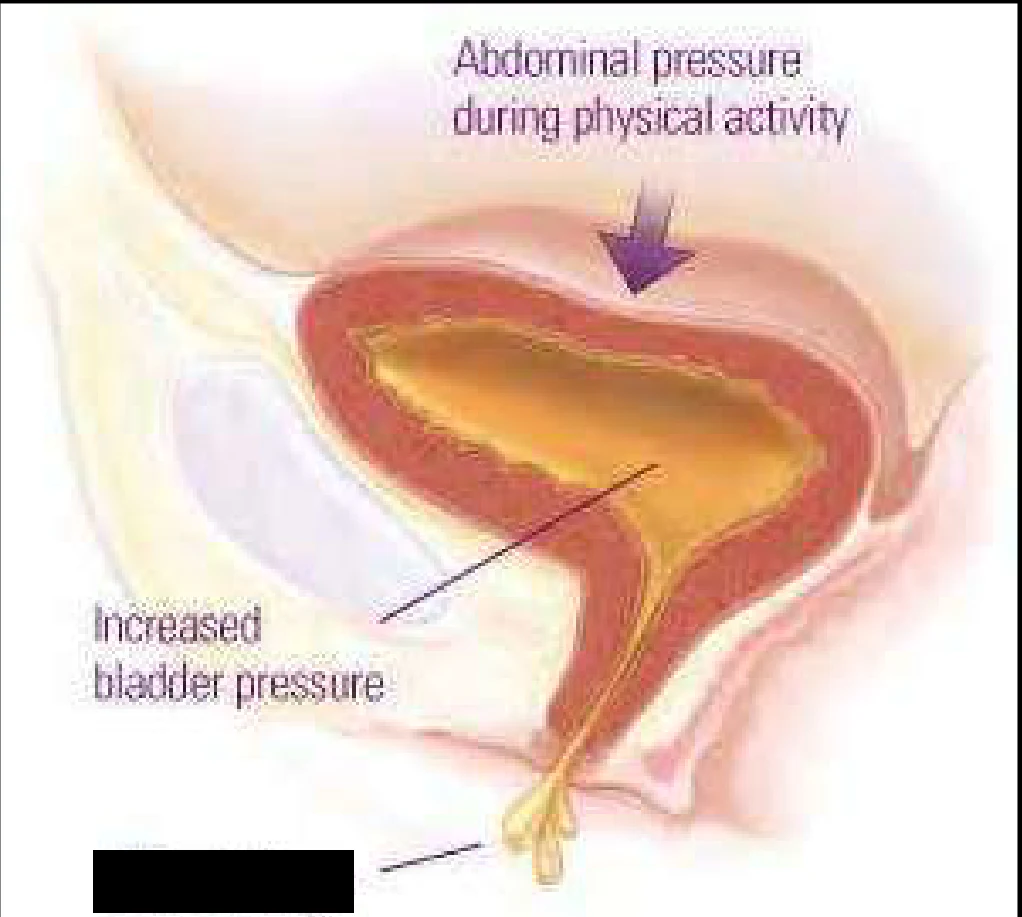 Abdominal pressure
during physical activity
Increased
bladder pressure